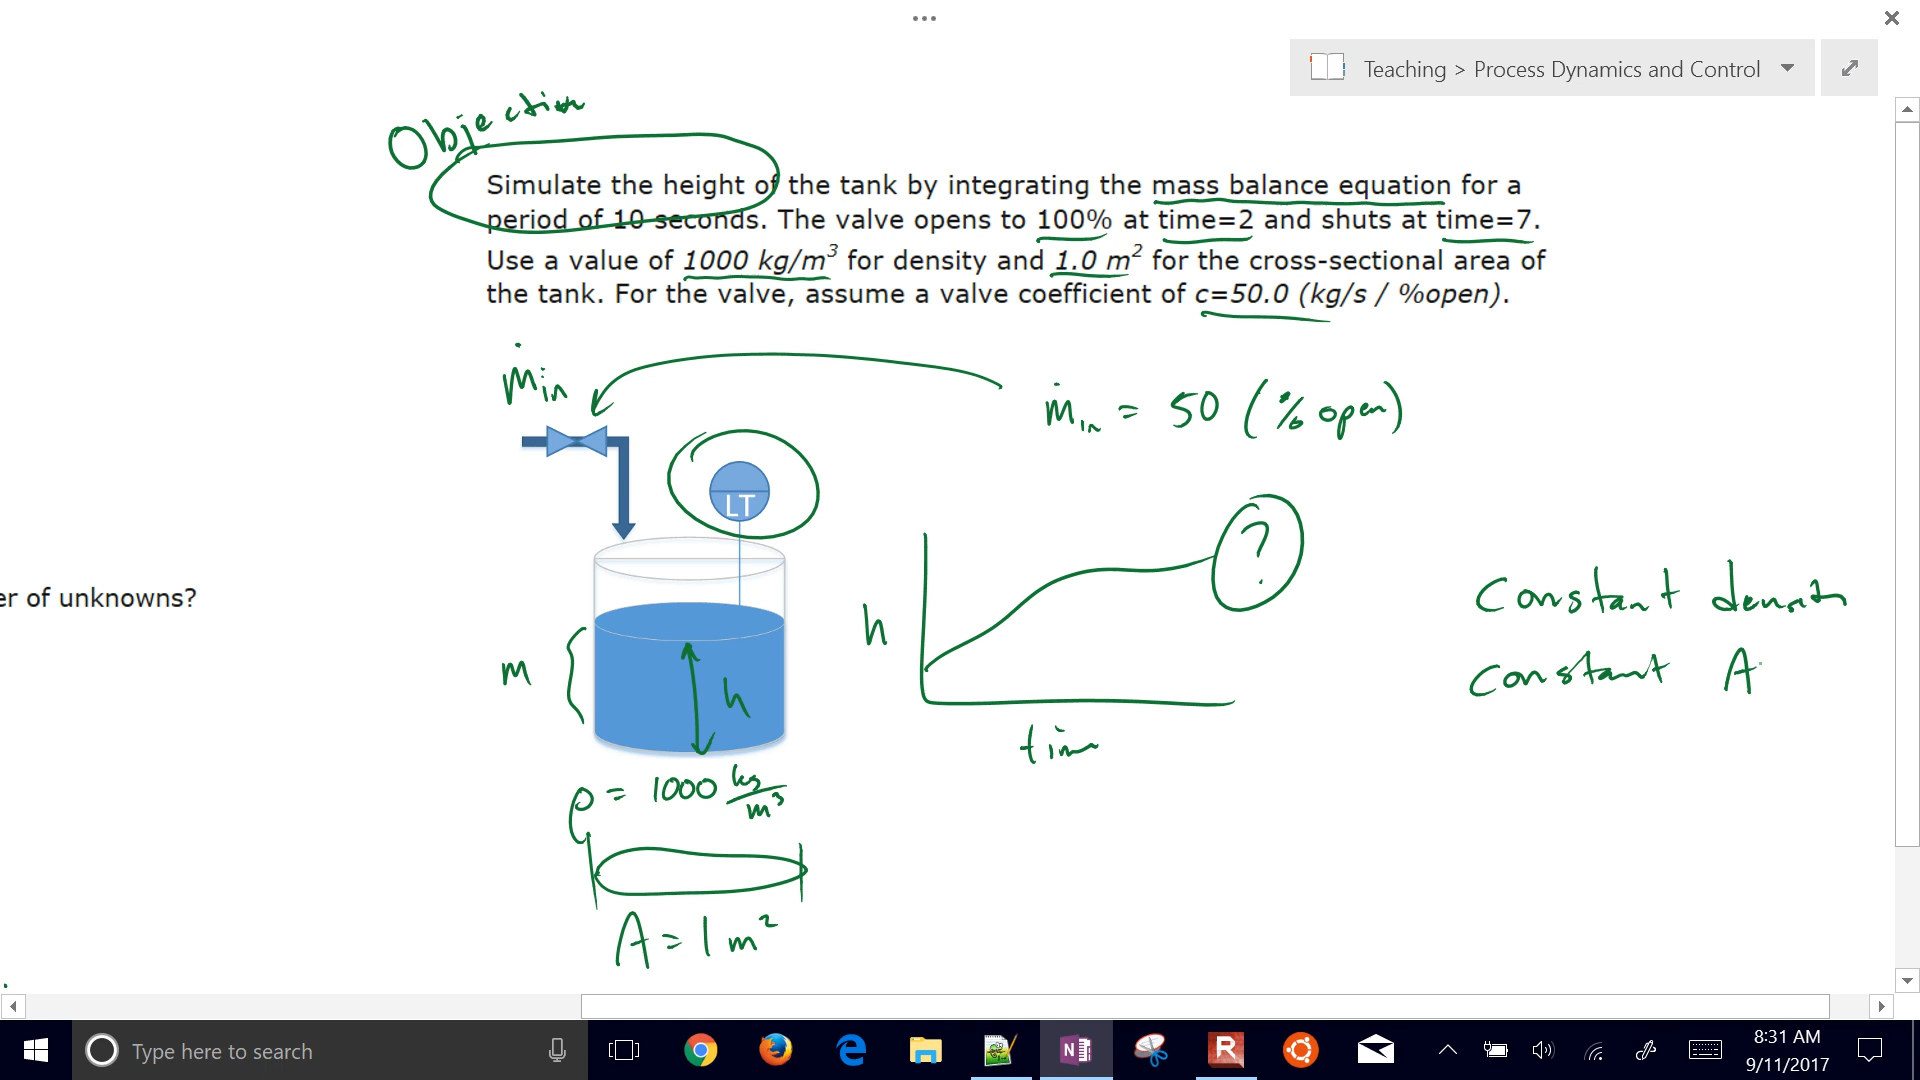 Teaching > Process Dynamics and Control
Objection
Simulate the height of the tank by integrating the mass balance equation for a
period of 10 seconds. The valve opens to 100% at time=2 and shuts at time=7.
Use a value of 1000 kg/m³ for density and 1.0 m² for the cross-sectional area of
the tank. For the valve, assume a valve coefficient of c=50.0 (kg/s / %open).
ṁin
ṁin = 50 (% open)
LT
?
h
er of unknowns?
Constant density
m
h
constant A
time
ρ = 1000 kg/m³
A = 1 m²
Type here to search
8:31 AM
9/11/2017